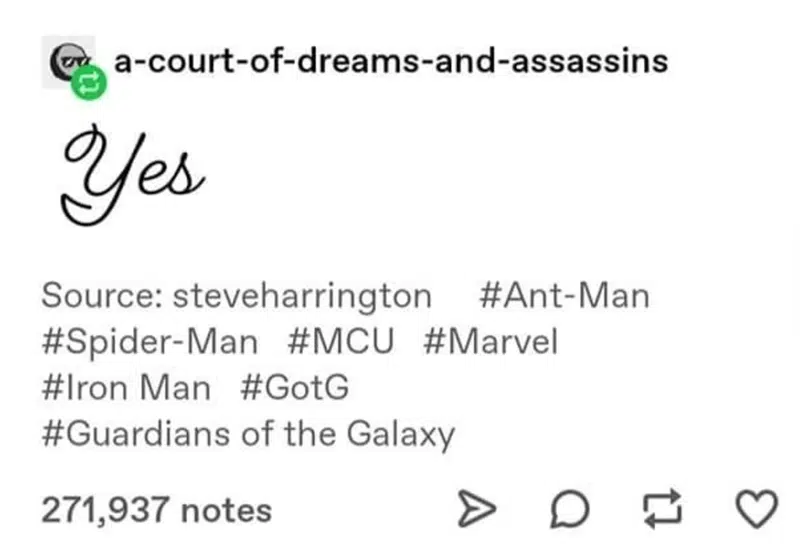 a-court-of-dreams-and-assassins
Yes
Source: steveharrington #Ant-Man
#Spider-Man #MCU #Marvel
#Iron Man #GotG
#Guardians of the Galaxy
271,937 notes